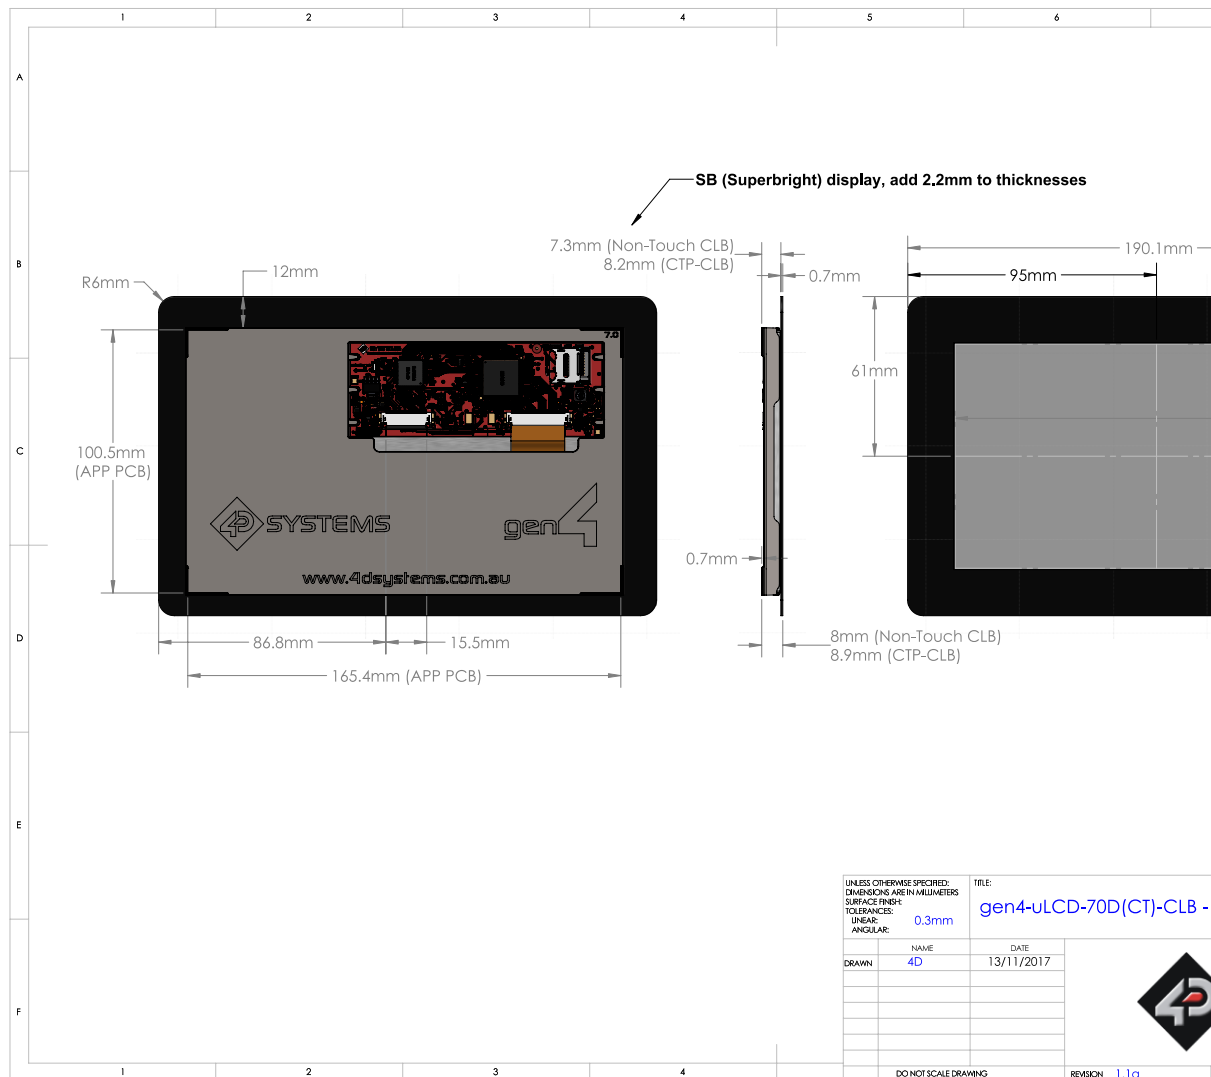 1 2 3 4 5 6
A
SB (Superbright) display, add 2.2mm to thicknesses
7.3mm (Non-Touch CLB)
8.2mm (CTP-CLB)
190.1mm
B
12mm
0.7mm
95mm
R6mm
7.0
61mm
100.5mm
(APP PCB)
C
4D SYSTEMS
gen4
0.7mm
www.4dsystems.com.au
D
86.8mm
15.5mm
8mm (Non-Touch CLB)
8.9mm (CTP-CLB)
165.4mm (APP PCB)
E
UNLESS OTHERWISE SPECIFIED:
DIMENSIONS ARE IN MILLIMETERS
SURFACE FINISH:
TOLERANCES:
LINEAR: 0.3mm
ANGULAR:
TITLE:
gen4-uLCD-70D(CT)-CLB -
NAME DATE
DRAWN 4D 13/11/2017
F
4D
DO NOT SCALE DRAWING
REVISION 1.1a
1 2 3 4